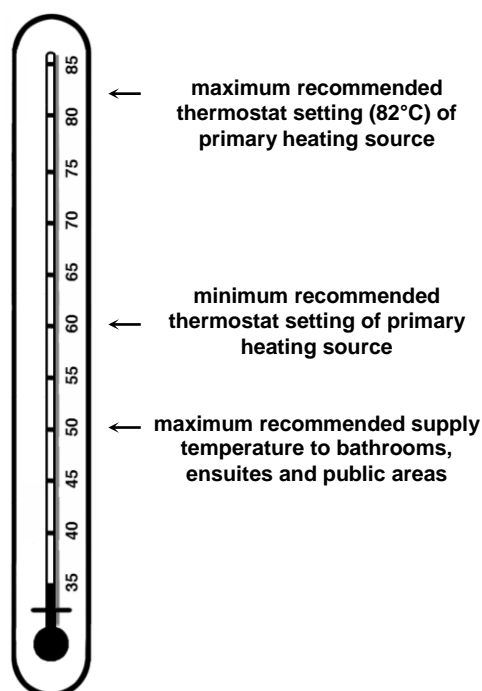 85
maximum recommended
thermostat setting (82°C) of
primary heating source
80
75
70
65
minimum recommended
thermostat setting of primary
heating source
60
55
maximum recommended supply
temperature to bathrooms,
ensuites and public areas
50
45
40
35